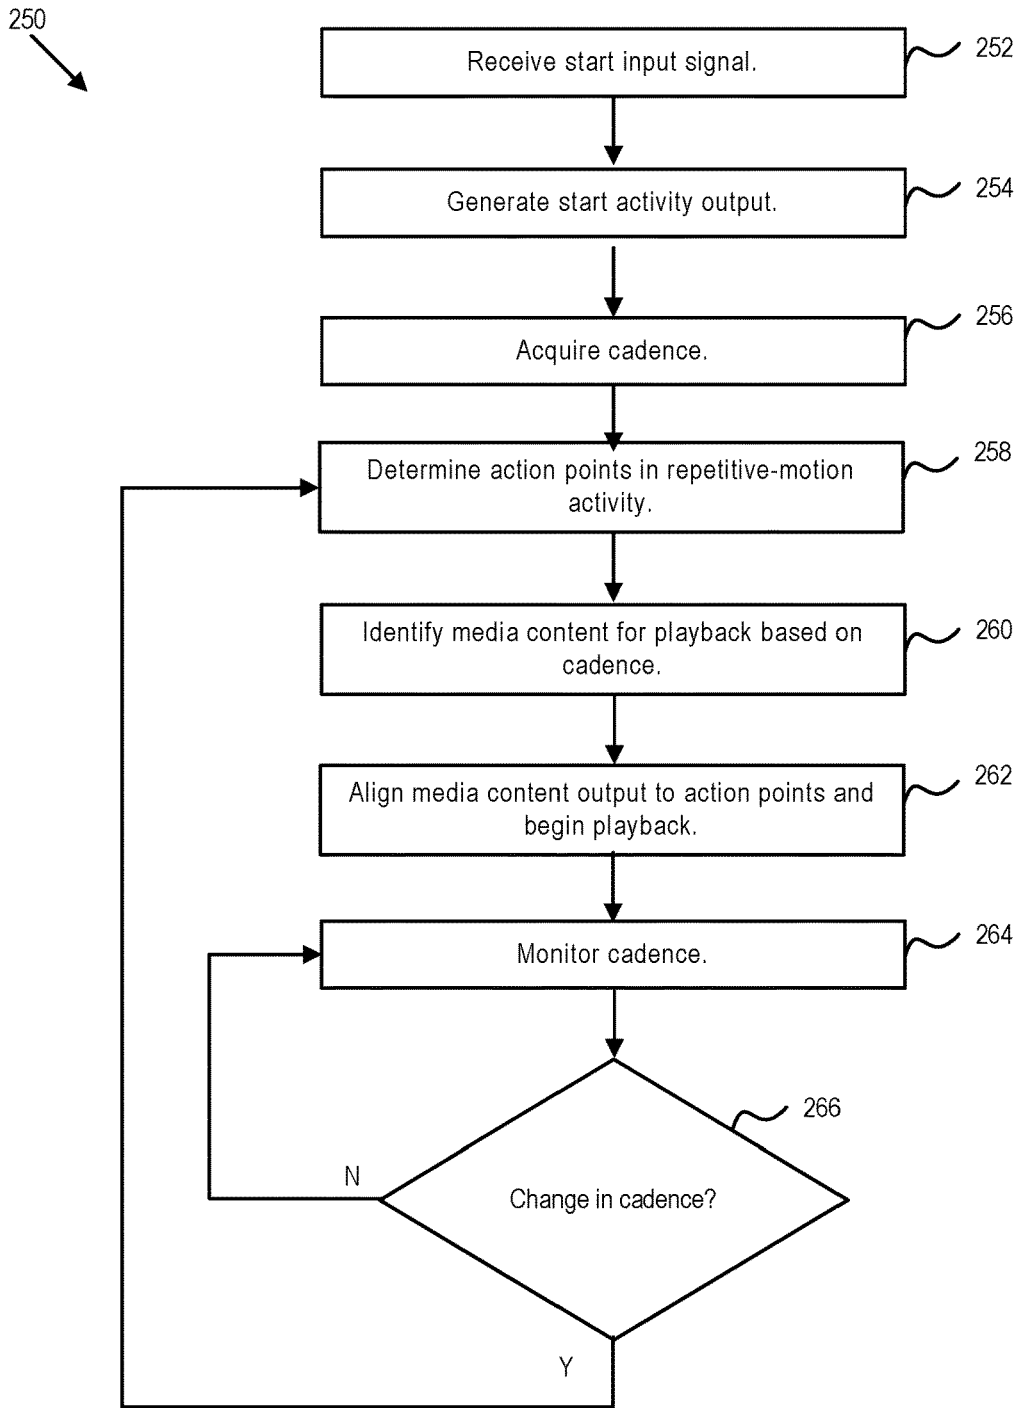 250
Receive start input signal.
252
Generate start activity output.
254
Acquire cadence.
256
Determine action points in repetitive-motion
activity.
258
Identify media content for playback based on
cadence.
260
Align media content output to action points and
begin playback.
262
Monitor cadence.
264
266
Change in cadence?
N
Y